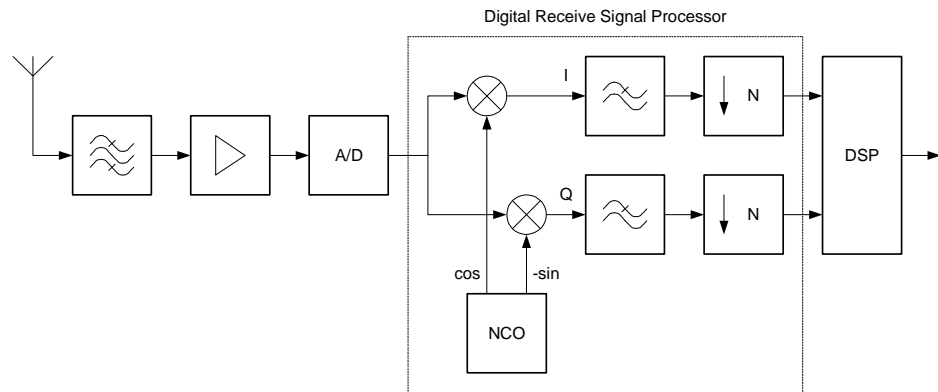 Digital Receive Signal Processor
I
N
A/D
DSP
Q
N
cos
-sin
NCO